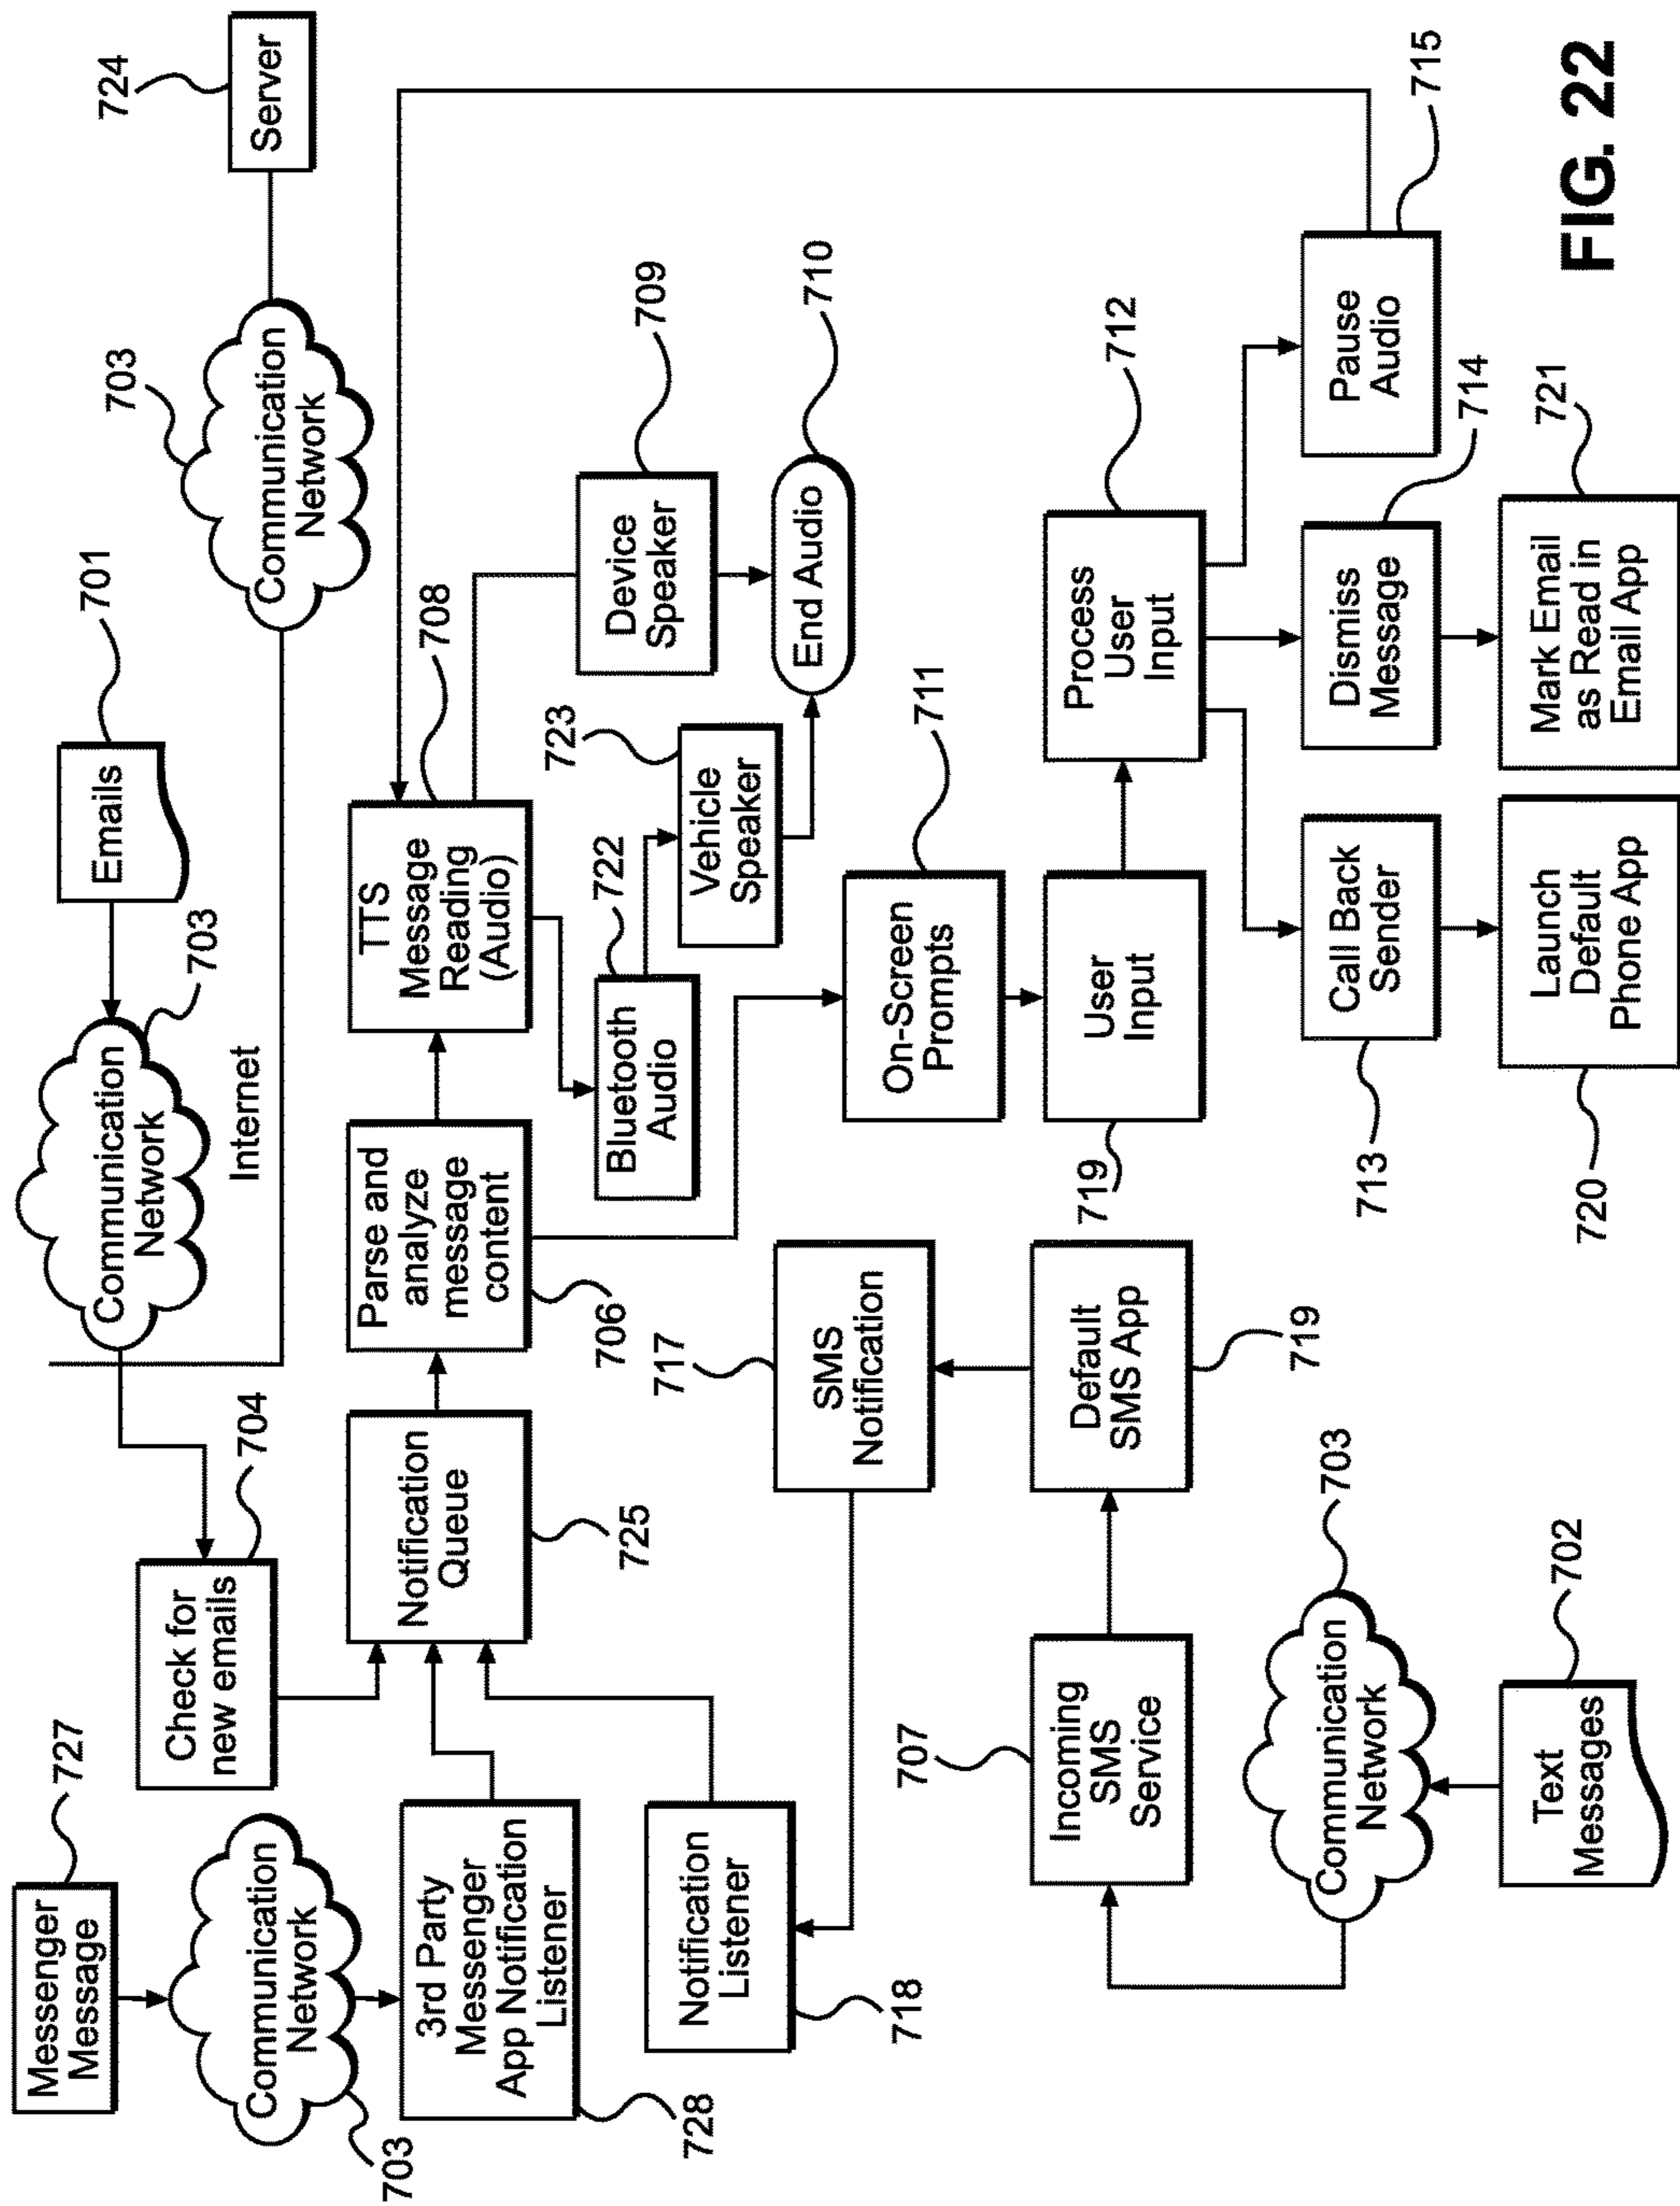 Messenger
Message
727
Communication
Network
703
3rd Party
Messenger
App Notification
Listener
728
Check for
new emails
704
Emails
701
Communication
Network
703
Internet
Communication
Network
703
Server
724
Notification
Queue
725
Parse and
analyze
message
content
706
TTS
Message
Reading
(Audio)
708
Bluetooth
Audio
722
Vehicle
Speaker
723
Device
Speaker
709
End Audio
710
Notification
Listener
718
SMS
Notification
717
On-Screen
Prompts
711
Incoming
SMS
Service
707
Default
SMS App
719
User
Input
719
Process
User
Input
712
Communication
Network
703
Text
Messages
702
Call Back
Sender
713
Dismiss
Message
714
Pause
Audio
715
Launch
Default
Phone App
720
Mark Email
as Read in
Email App
721
FIG. 22